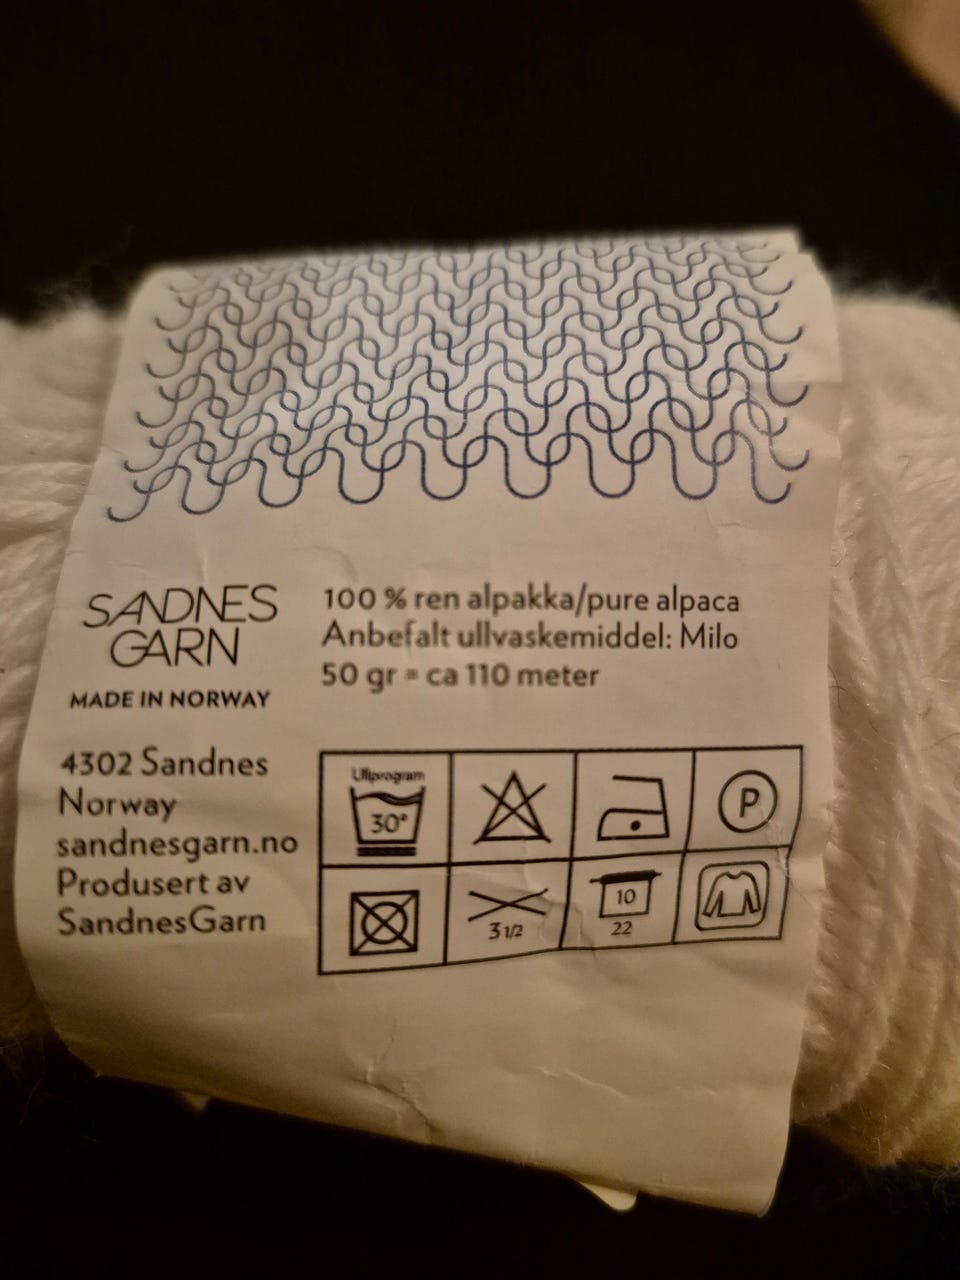 SANDNES
GARN
MADE IN NORWAY
100 % ren alpakka/pure alpaca
Anbefalt ullvaskemiddel: Milo
50 gr = ca 110 meter
4302 Sandnes
Norway
sandnesgarn.no
Produsert av
SandnesGarn
Ullprogram
30°
P
3 1/2
10
22